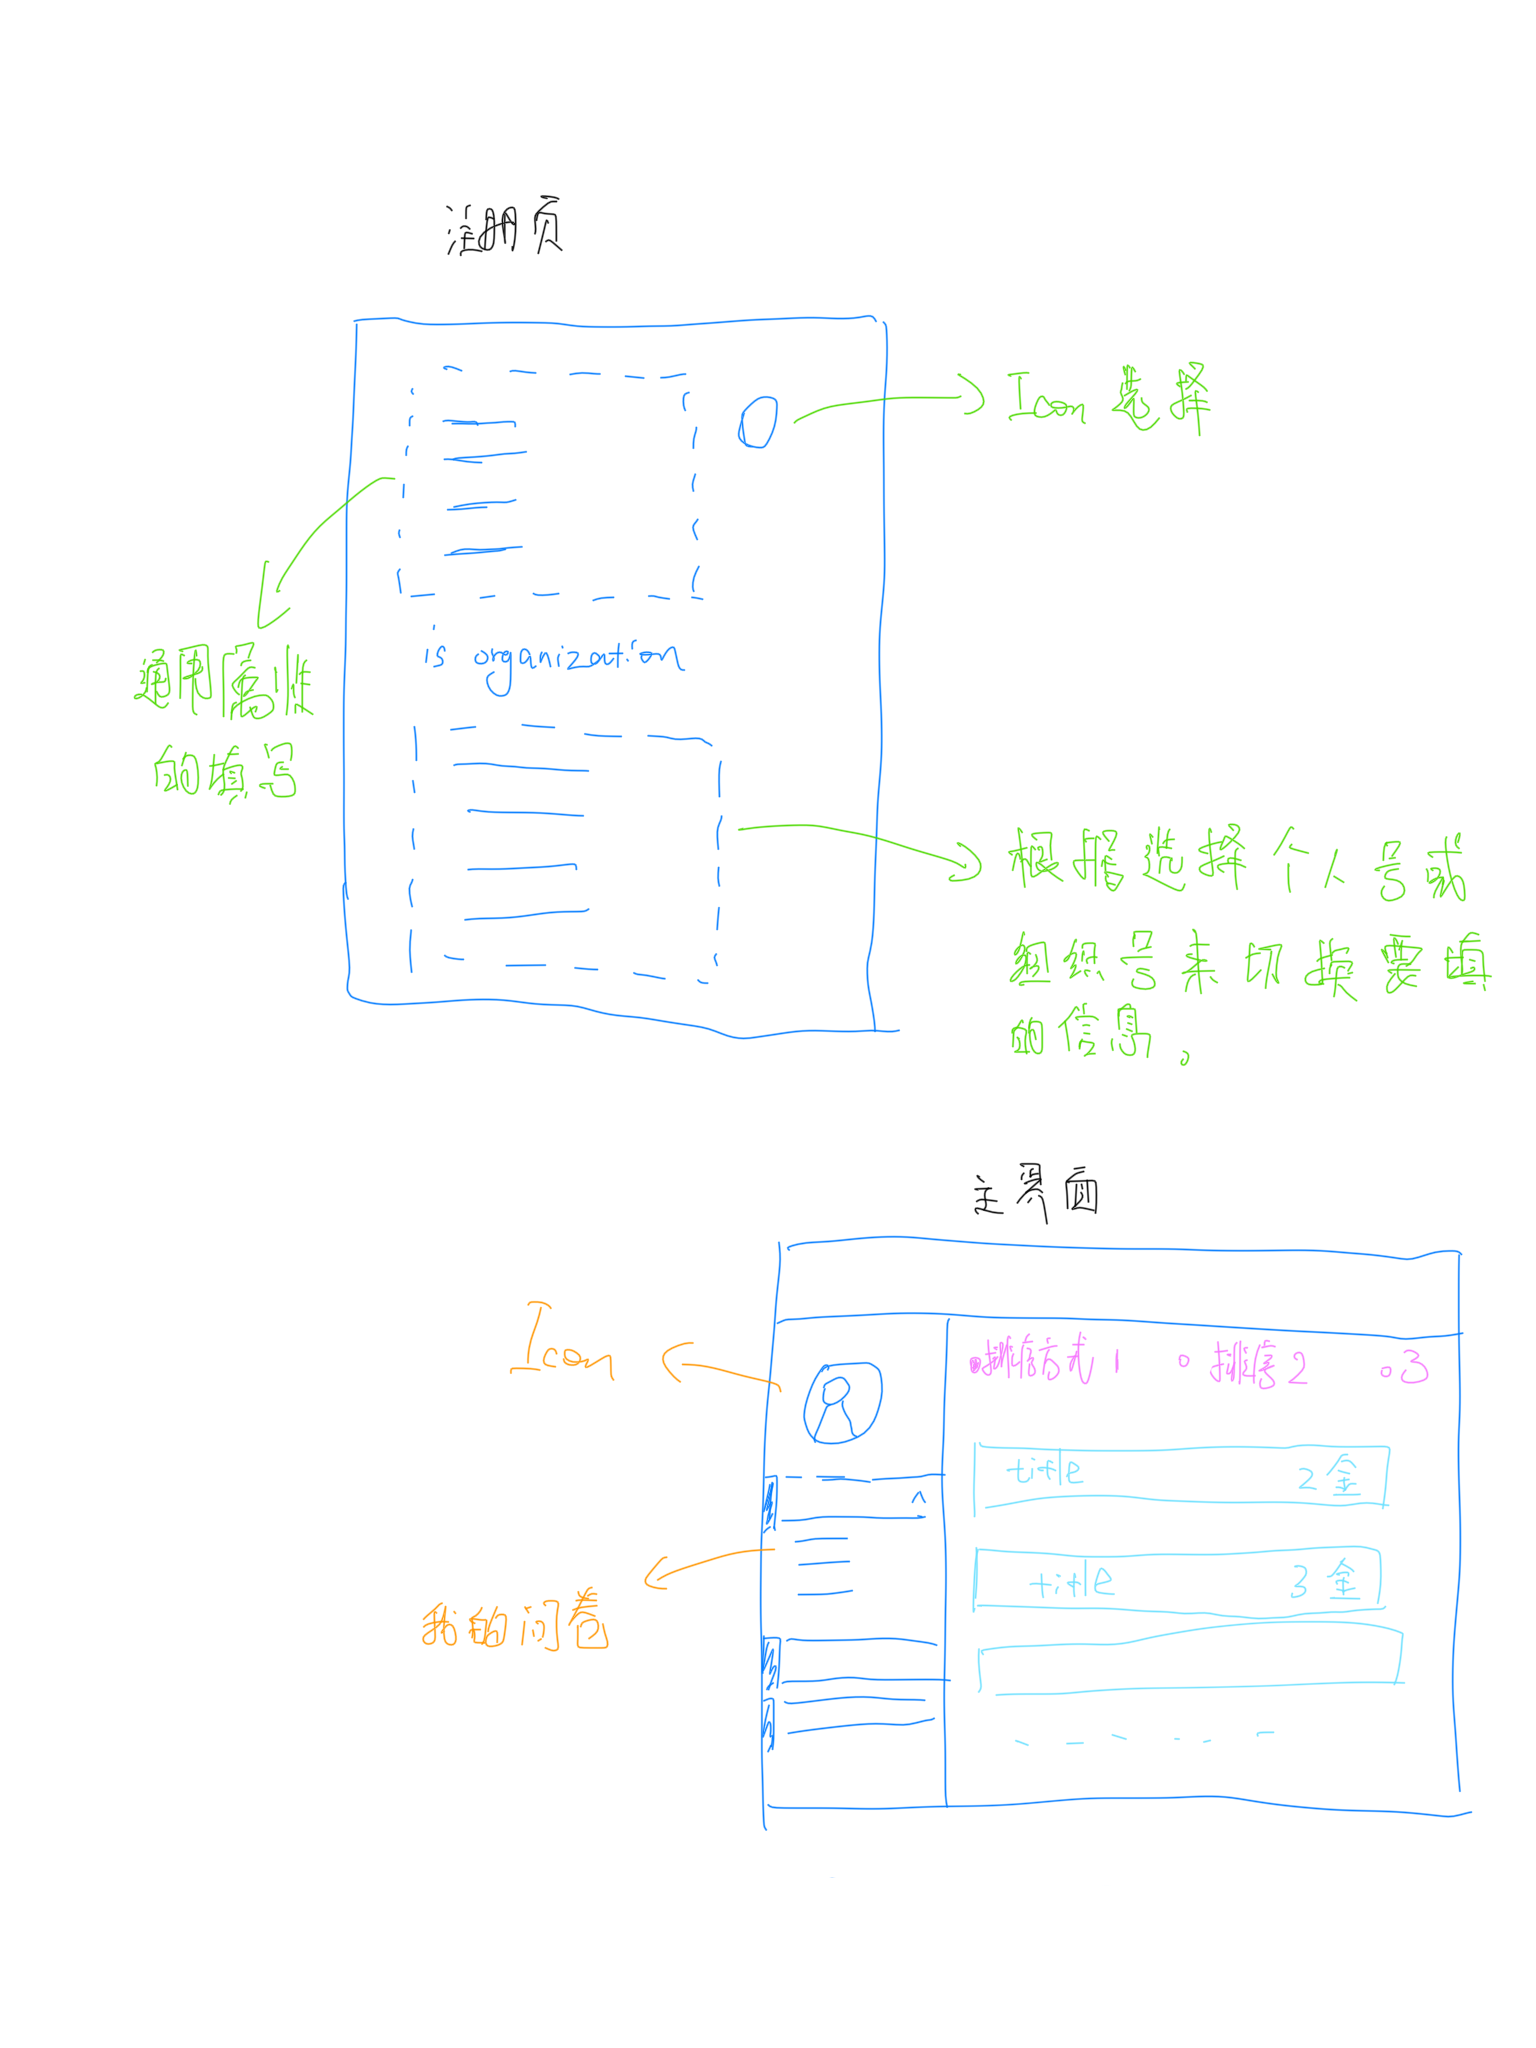 注册页
Icon 选择
is organization
通用属性
的填写
根据选择个人号或
组织号来切换要填
的信息。
主界面
Icon
排序方式1 排序2 3
title 2金
title 3金
我的问卷